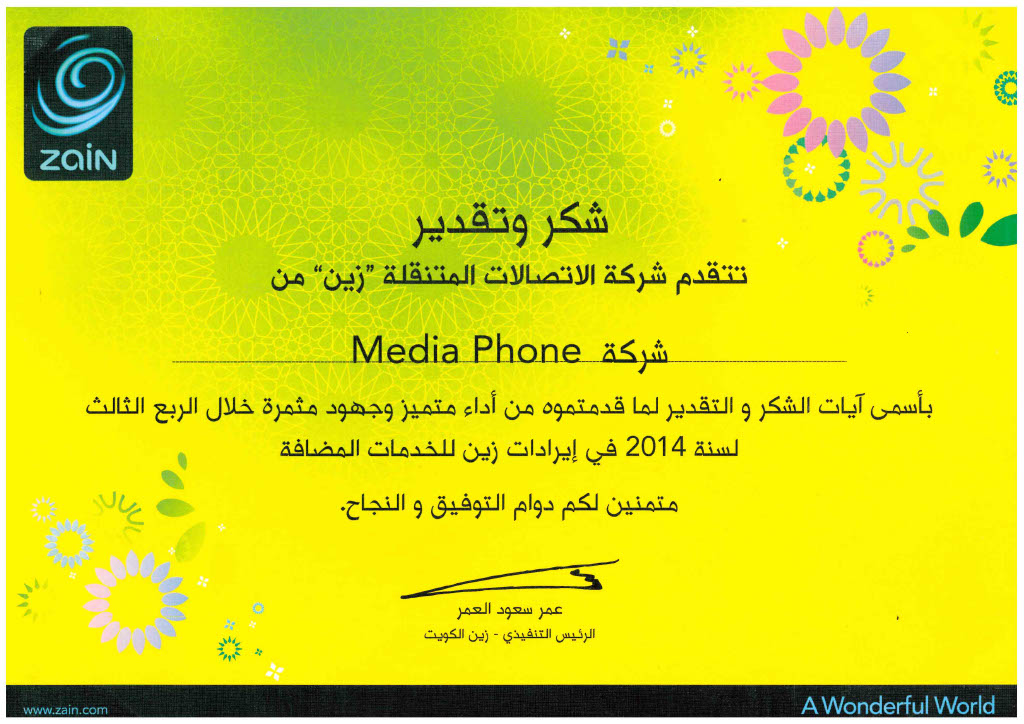 zain
شكر وتقدير
تتقدم شركة الاتصالات المتنقلة "زين" من
شركة Media Phone
بأسمى آيات الشكر و التقدير لما قدمتموه من أداء متميز وجهود مثمرة خلال الربع الثالث
لسنة 2014 في إيرادات زين للخدمات المضافة
متمنين لكم دوام التوفيق و النجاح.
عمر سعود العمر
الرئيس التنفيذي - زين الكويت
www.zain.com
A Wonderful World